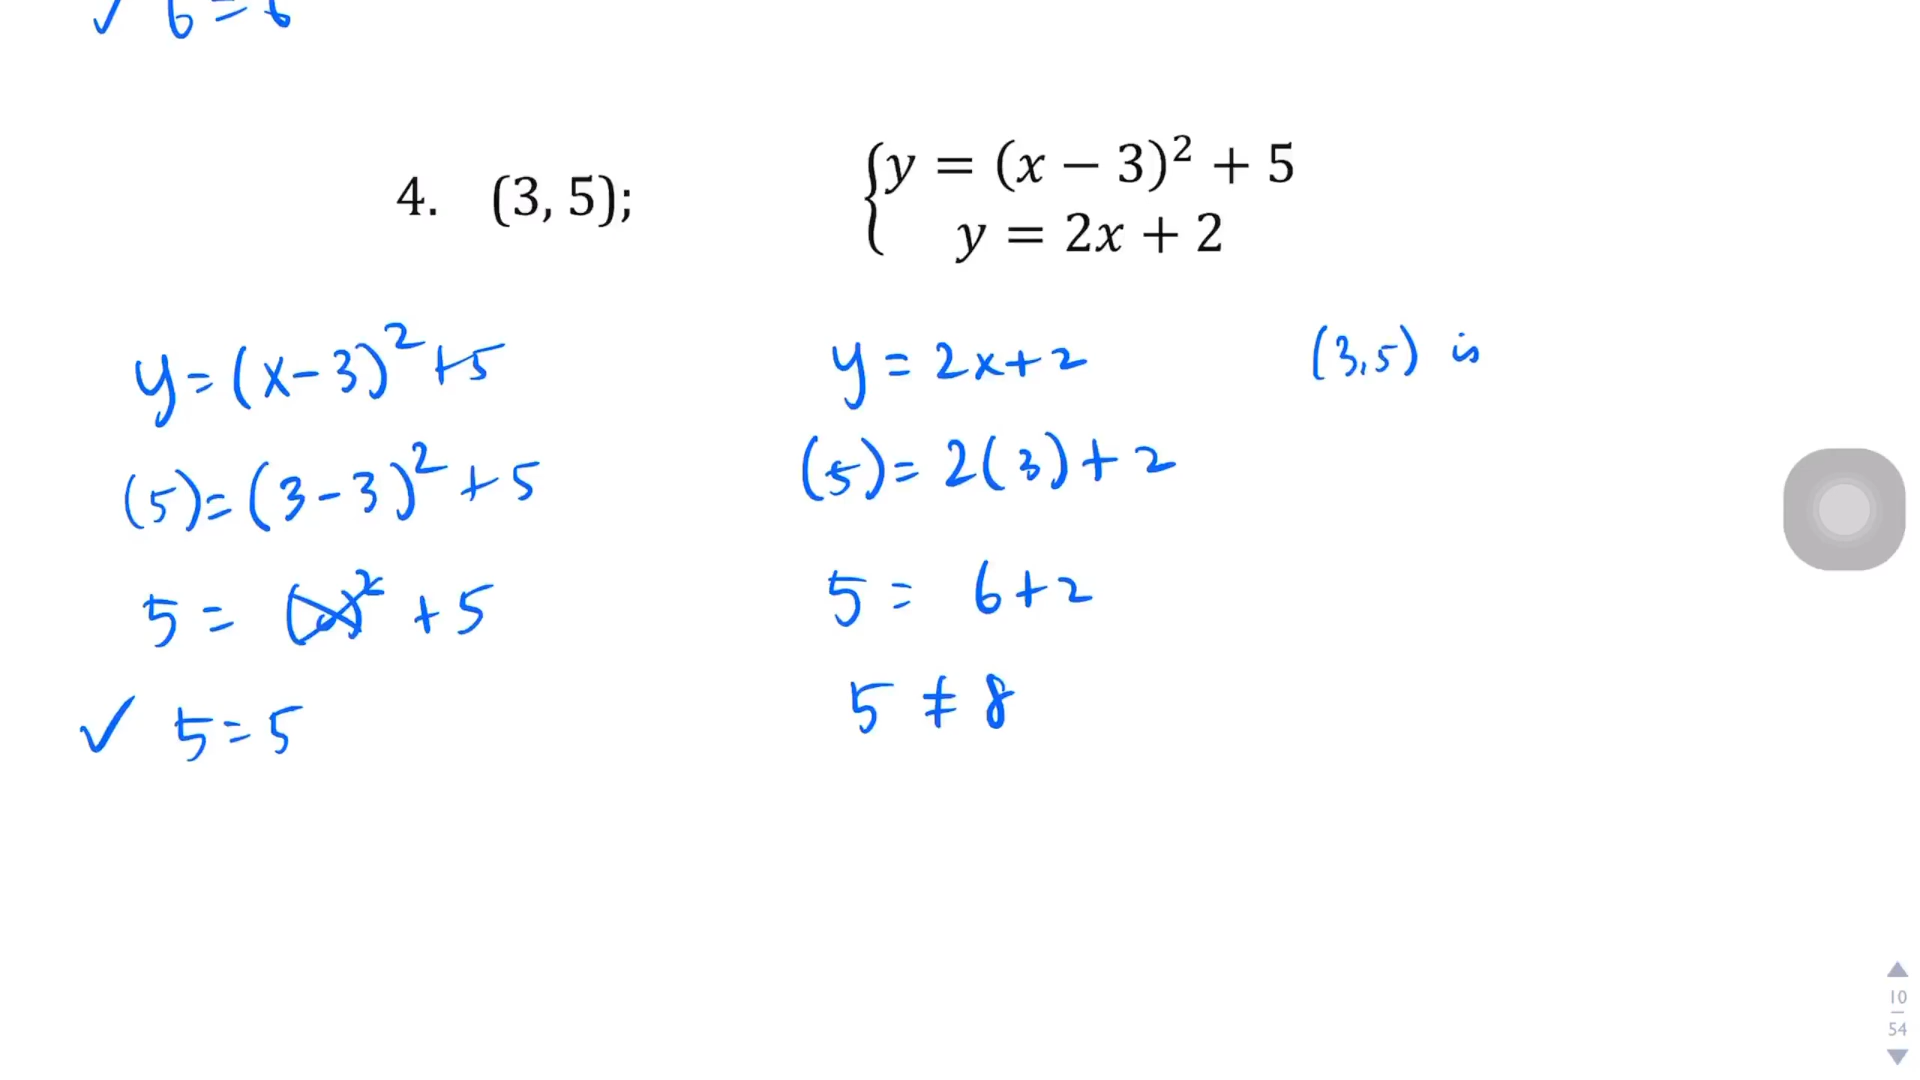 ✓ 6 = 6
4. (3, 5); {y = (x − 3)² + 5
y = 2x + 2
y = (x-3)² +5
y = 2x+2
(3,5) is
(5) = (3-3)² +5
(5) = 2(3) + 2
5 = (0)² + 5
5 = 6+2
✓ 5 = 5
5 ≠ 8
10
54